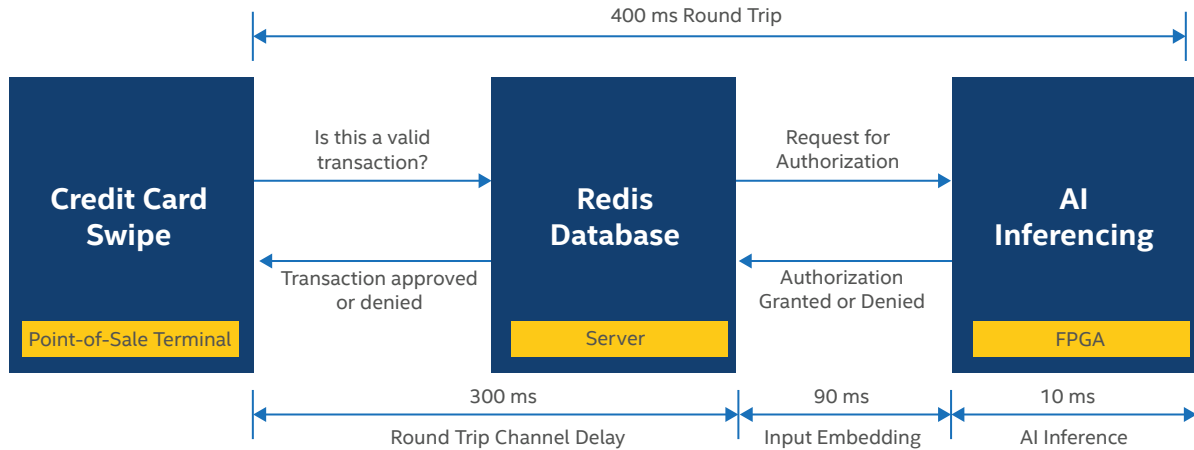 400 ms Round Trip
Is this a valid
transaction?
Request for
Authorization
Credit Card
Swipe
Redis
Database
AI
Inferencing
Transaction approved
or denied
Authorization
Granted or Denied
Point-of-Sale Terminal
Server
FPGA
300 ms
90 ms
10 ms
Round Trip Channel Delay
Input Embedding
AI Inference